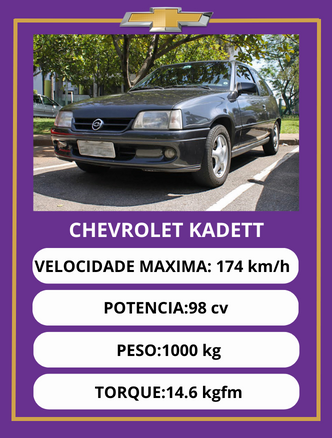 CHEVROLET KADETT
VELOCIDADE MAXIMA: 174 km/h
POTENCIA:98 cv
PESO:1000 kg
TORQUE:14.6 kgfm